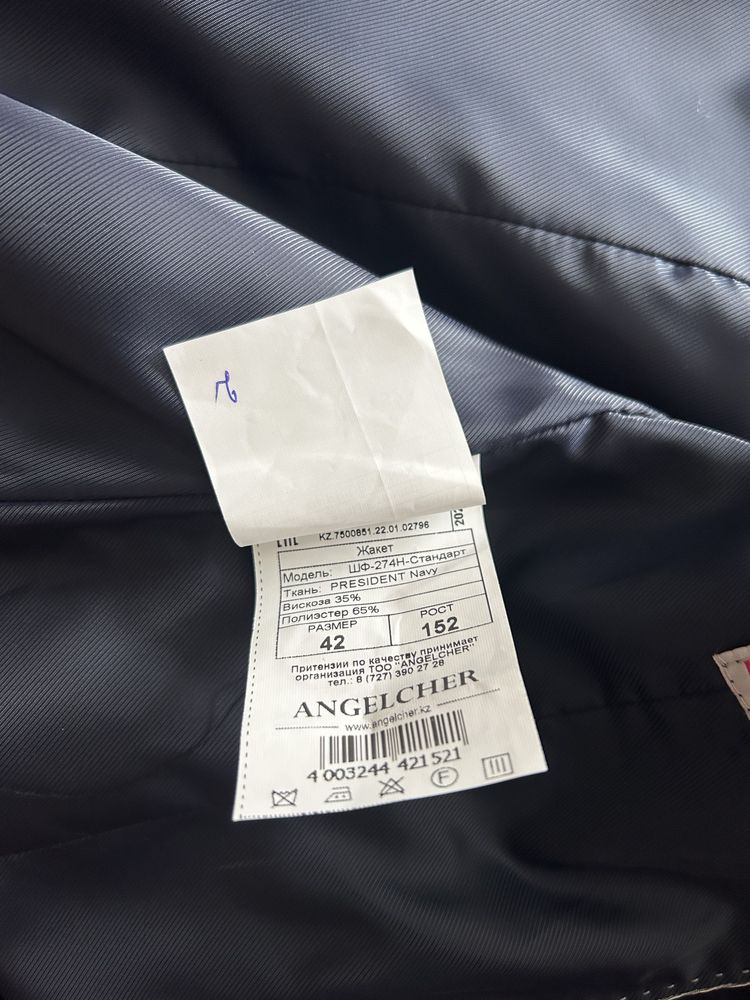 KZ.7500851.22.01.02796
Жакет
Модель: ШФ-274Н-Стандарт
Ткань: PRESIDENT Navy
Вискоза 35%
Полиэстер 65%
РАЗМЕР РОСТ
42 152
Притензии по качеству принимает
организация ТОО "ANGELCHER"
тел.: 8 (727) 390 27 28
ANGELCHER
www.angelcher.kz
4 003244 421521
F